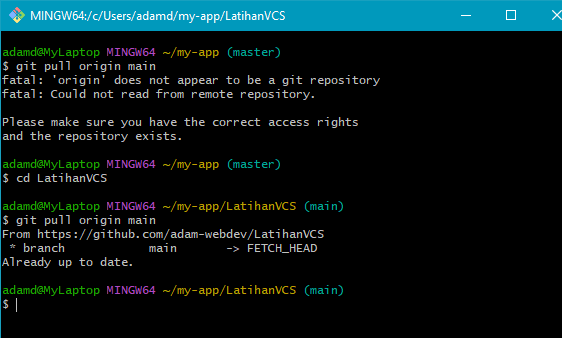 MINGW64:/c/Users/adamd/my-app/LatihanVCS
adamd@MyLaptop MINGW64 ~/my-app (master)
$ git pull origin main
fatal: 'origin' does not appear to be a git repository
fatal: Could not read from remote repository.
Please make sure you have the correct access rights
and the repository exists.
adamd@MyLaptop MINGW64 ~/my-app (master)
$ cd LatihanVCS
adamd@MyLaptop MINGW64 ~/my-app/LatihanVCS (main)
$ git pull origin main
From https://github.com/adam-webdev/LatihanVCS
 * branch            main       -> FETCH_HEAD
Already up to date.
adamd@MyLaptop MINGW64 ~/my-app/LatihanVCS (main)
$